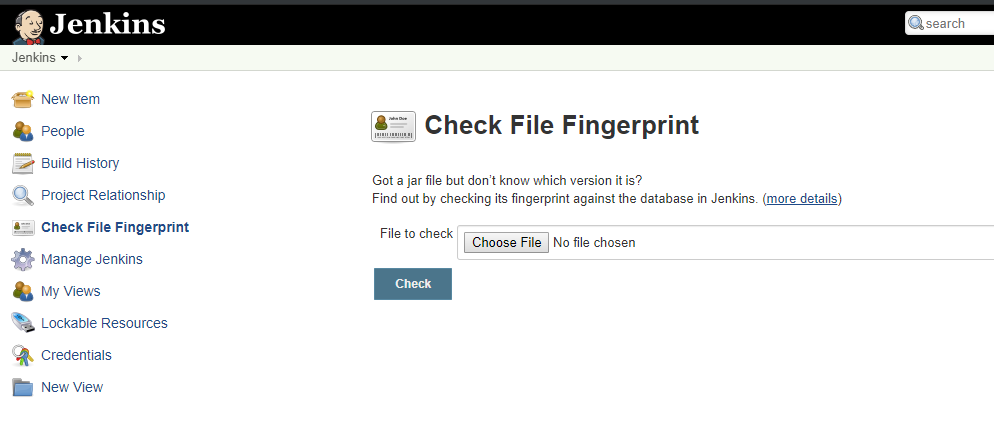 Jenkins
search
Jenkins
New Item
People
Build History
Project Relationship
Check File Fingerprint
Manage Jenkins
My Views
Lockable Resources
Credentials
New View
John Doe
Check File Fingerprint
Got a jar file but don't know which version it is?
Find out by checking its fingerprint against the database in Jenkins. (more details)
File to check Choose File No file chosen
Check